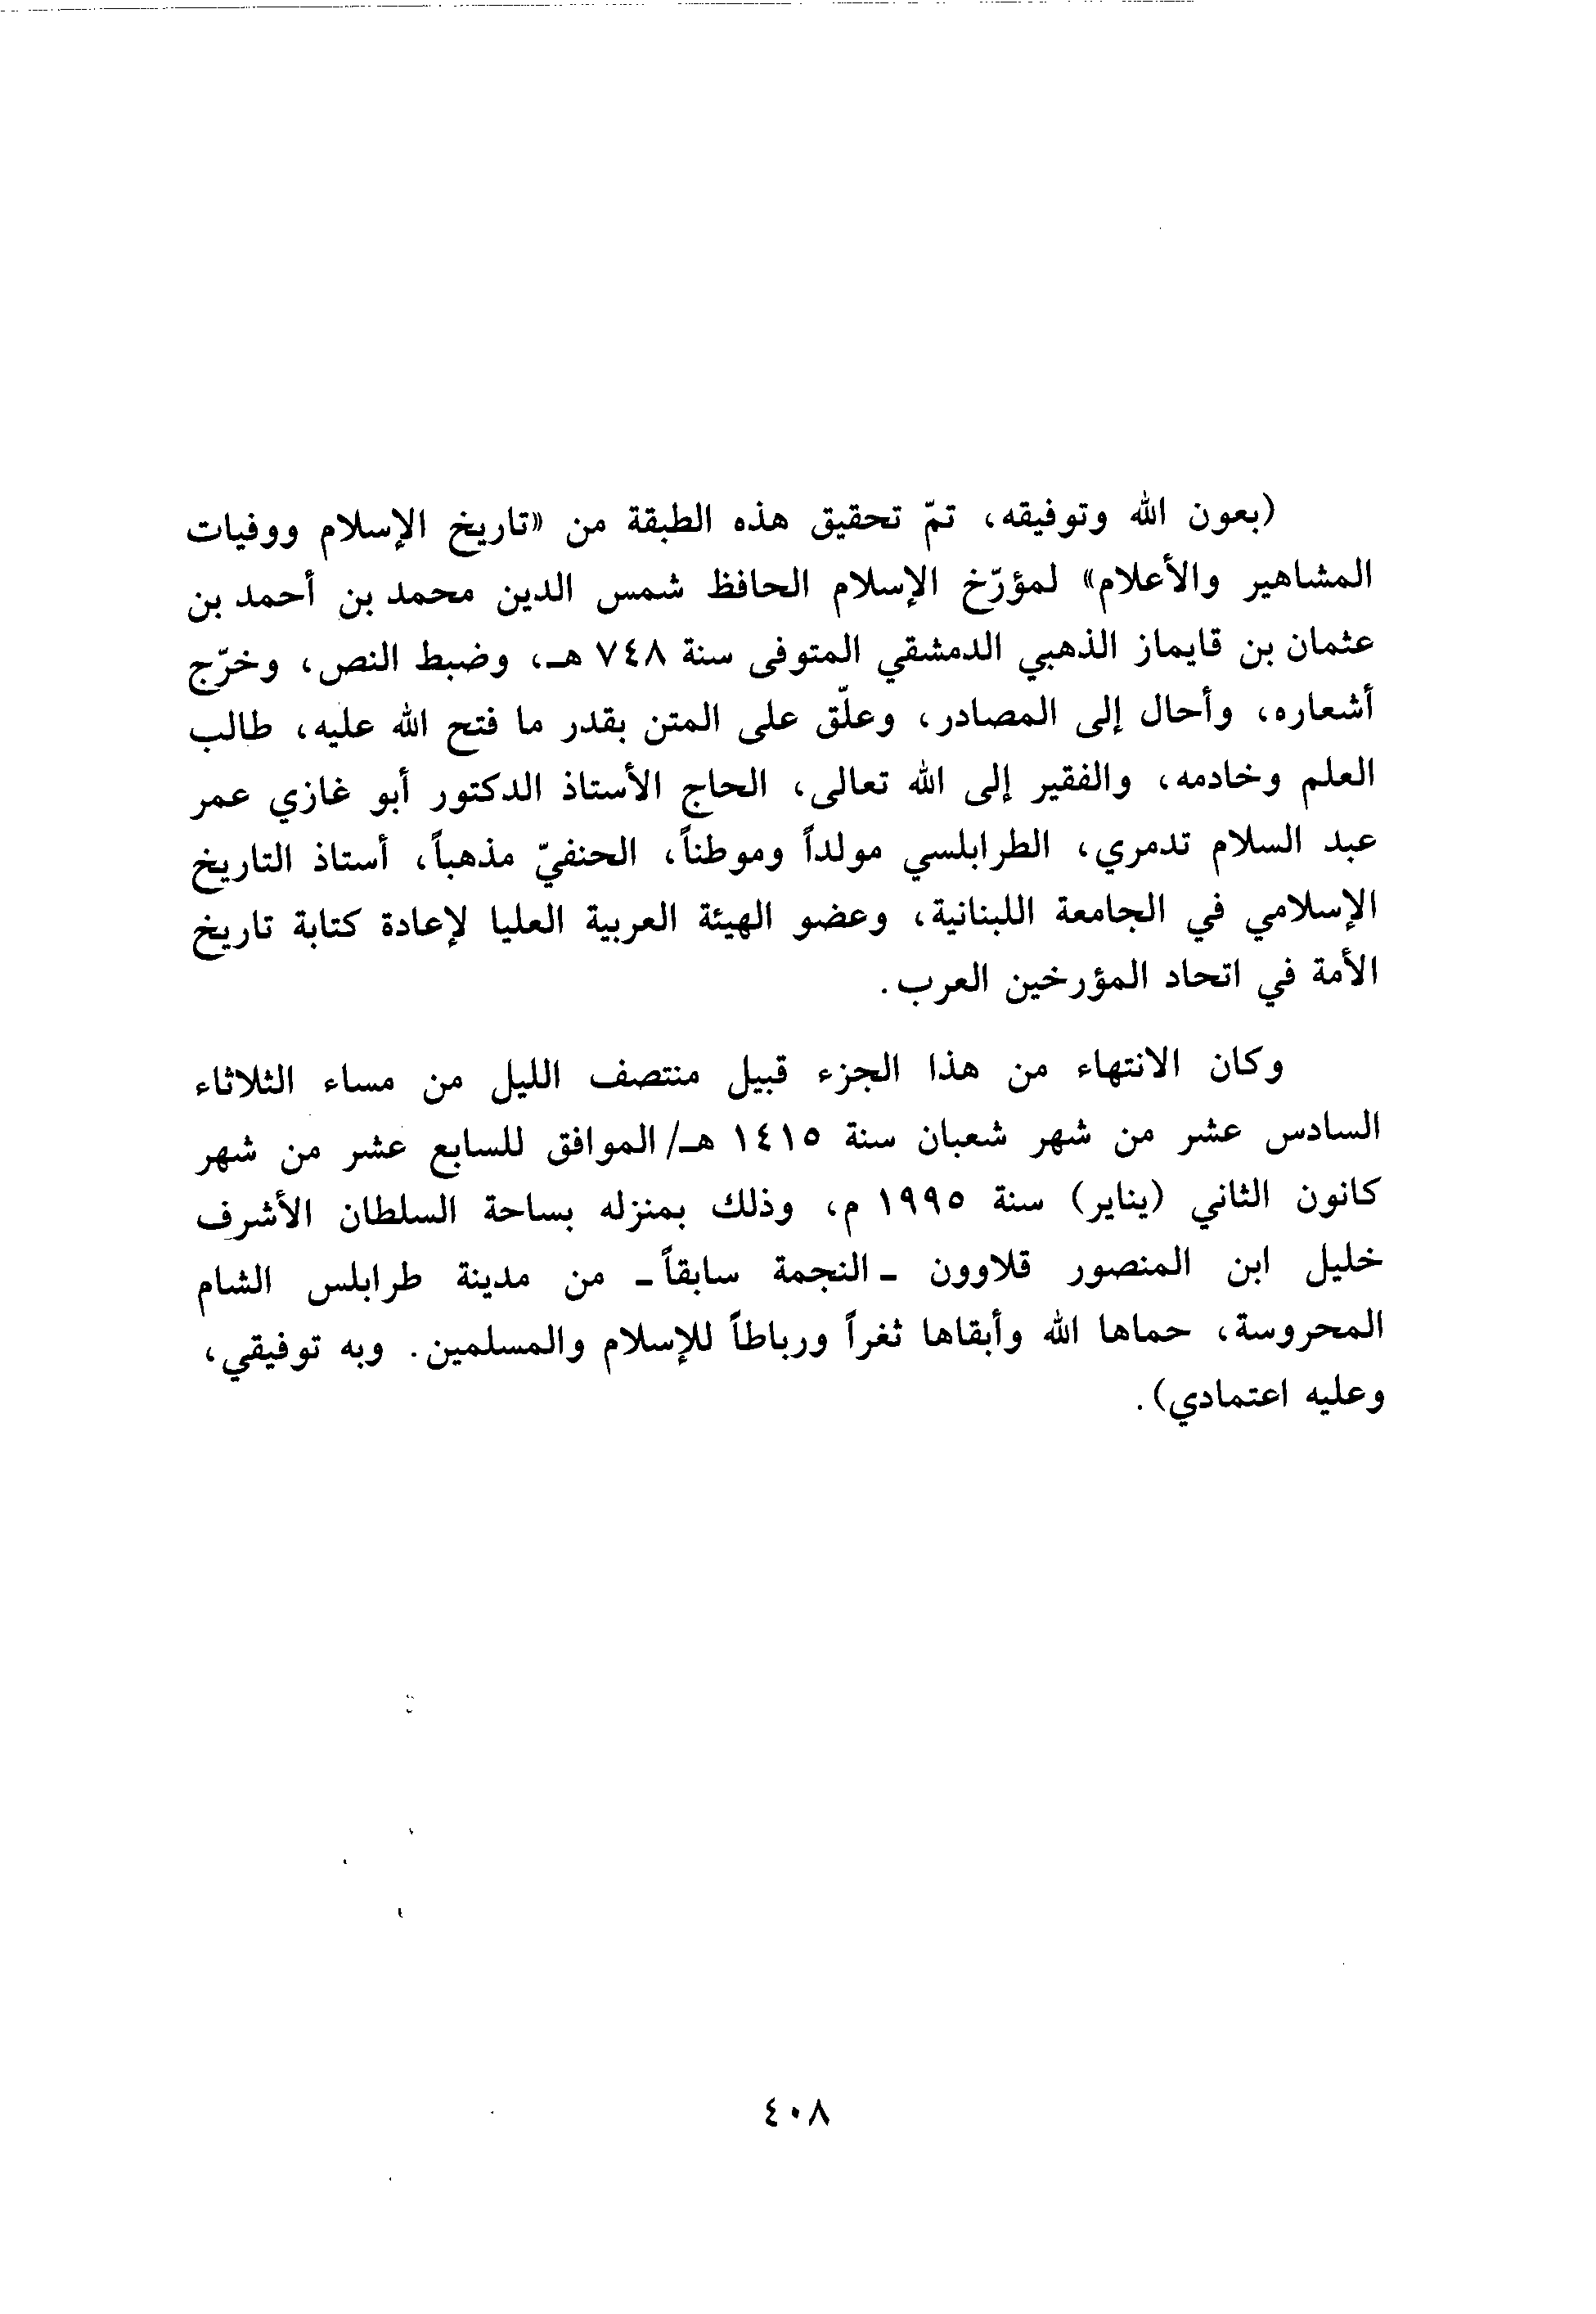 (بعون الله وتوفيقه، تمّ تحقيق هذه الطبقة من «تاريخ الإسلام ووفيات
المشاهير والأعلام» لمؤرّخ الإسلام الحافظ شمس الدين محمد بن أحمد بن
عثمان بن قايماز الذهبي الدمشقي المتوفى سنة ٧٤٨ هـ، وضبط النص، وخرّج
أشعاره، وأحال إلى المصادر، وعلّق على المتن بقدر ما فتح الله عليه، طالب
العلم وخادمه، والفقير إلى الله تعالى، الحاج الأستاذ الدكتور أبو غازي عمر
عبد السلام تدمري، الطرابلسي مولداً وموطناً، الحنفيّ مذهباً، أستاذ التاريخ
الإسلامي في الجامعة اللبنانية، وعضو الهيئة العربية العليا لإعادة كتابة تاريخ
الأمة في اتحاد المؤرخين العرب.
وكان الانتهاء من هذا الجزء قبيل منتصف الليل من مساء الثلاثاء
السادس عشر من شهر شعبان سنة ١٤١٥ هـ/الموافق للسابع عشر من شهر
كانون الثاني (يناير) سنة ١٩٩٥ م، وذلك بمنزله بساحة السلطان الأشرف
خليل ابن المنصور قلاوون ـ النجمة سابقاً ـ من مدينة طرابلس الشام
المحروسة، حماها الله وأبقاها ثغراً ورباطاً للإسلام والمسلمين. وبه توفيقي،
وعليه اعتمادي).
٤٠٨